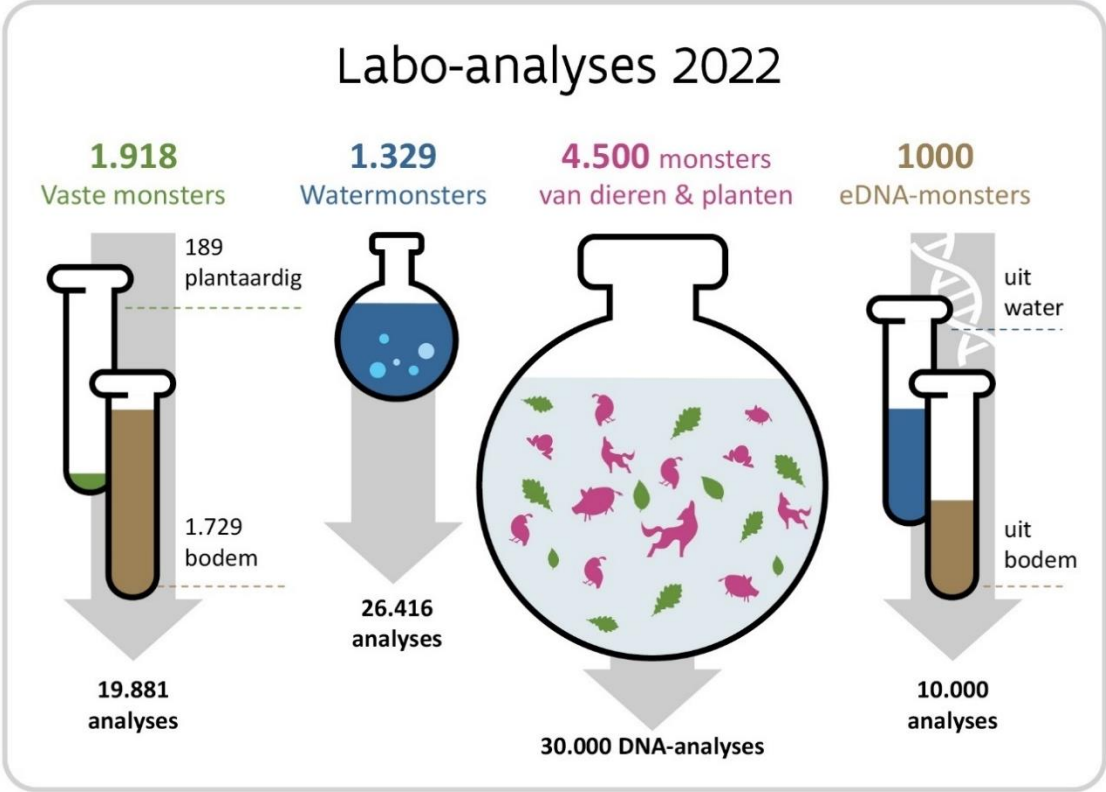 Labo-analyses 2022
1.918
Vaste monsters
189
plantaardig
1.729
bodem
19.881
analyses
1.329
Watermonsters
26.416
analyses
4.500 monsters
van dieren & planten
30.000 DNA-analyses
1000
eDNA-monsters
uit
water
uit
bodem
10.000
analyses